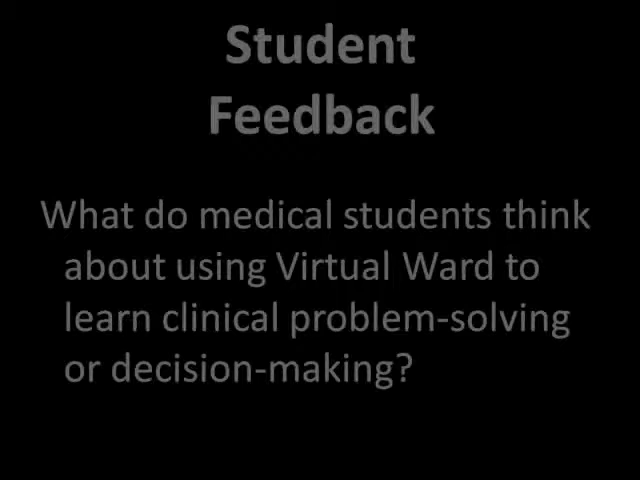 Student
Feedback
What do medical students think
about using Virtual Ward to
learn clinical problem-solving
or decision-making?